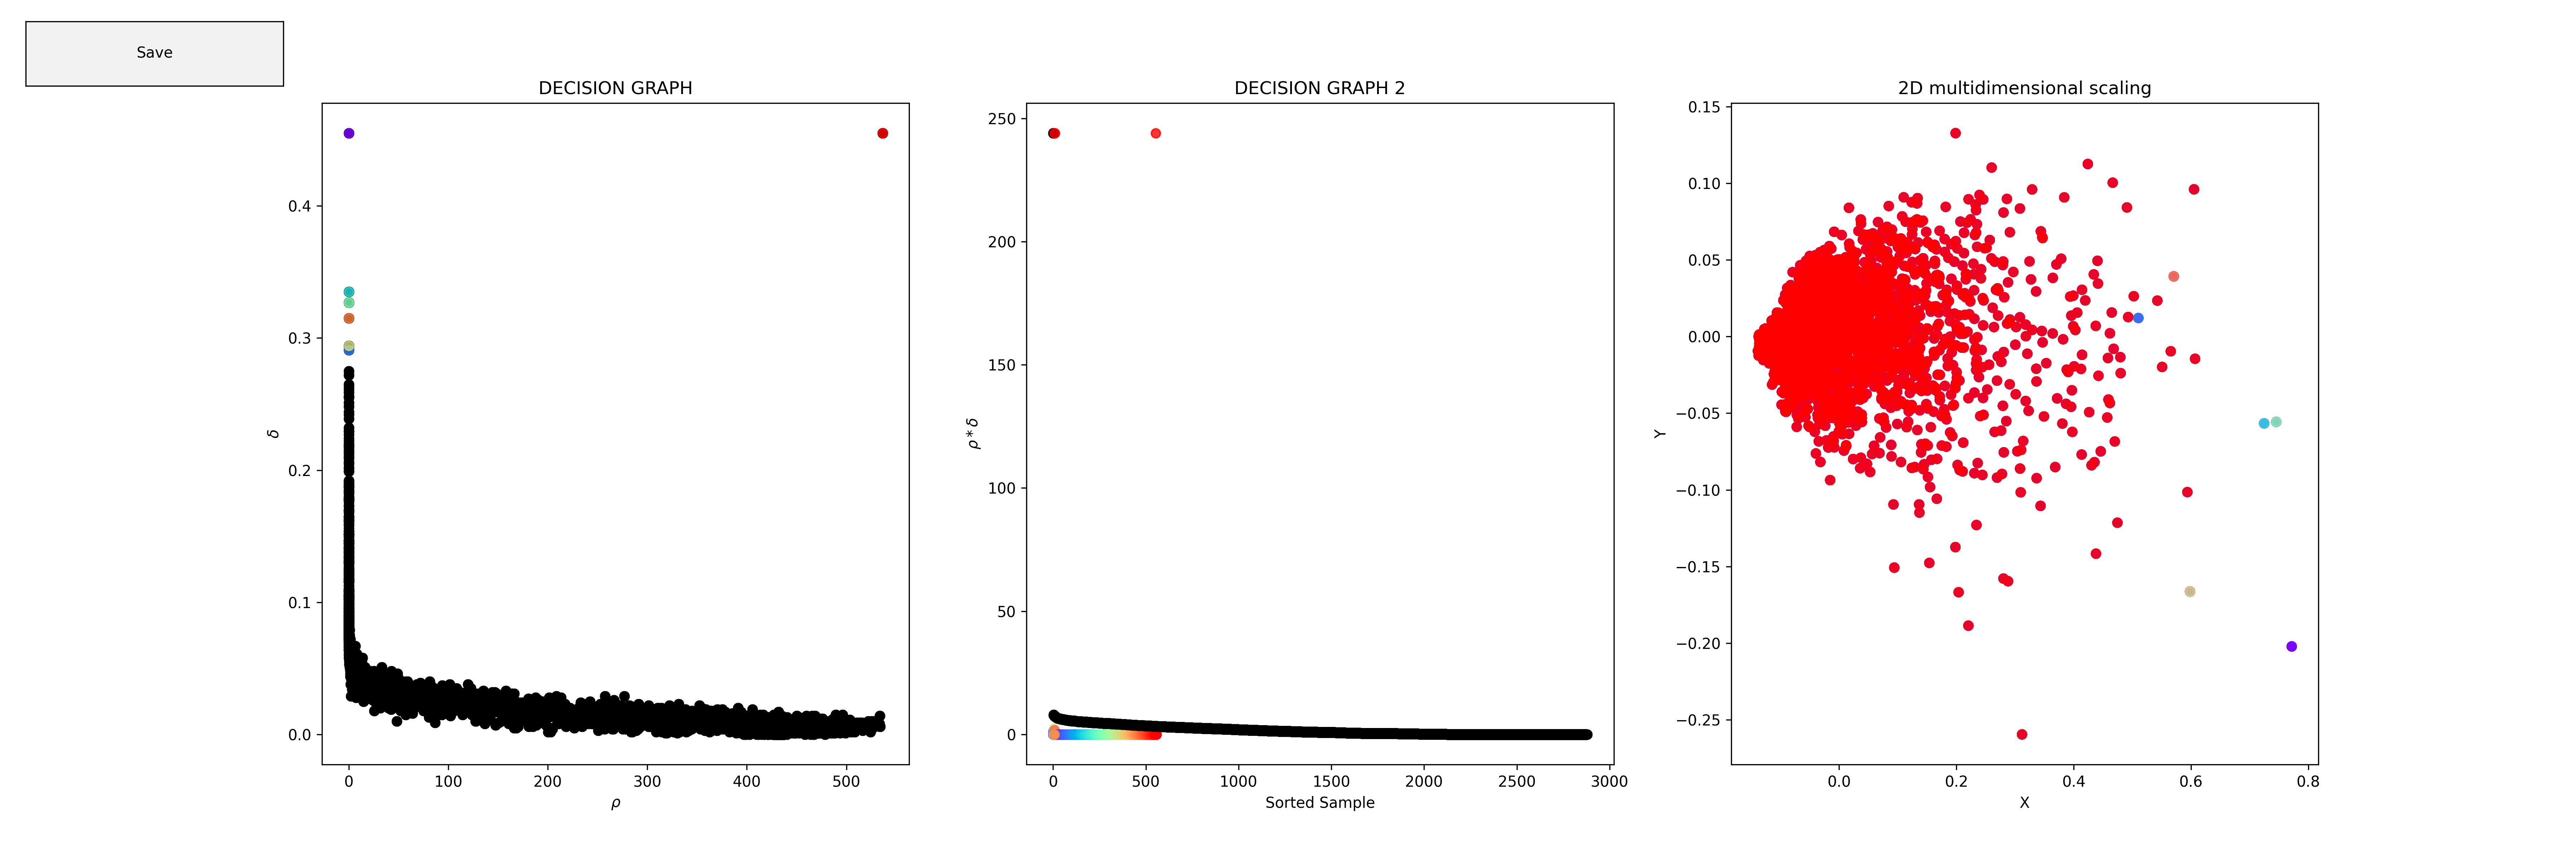 Save
DECISION GRAPH
DECISION GRAPH 2
2D multidimensional scaling
0.4
0.3
0.2
0.1
0.0
δ
0 100 200 300 400 500
ρ
250
200
150
100
50
0
ρ * δ
0 500 1000 1500 2000 2500 3000
Sorted Sample
0.15
0.10
0.05
0.00
−0.05
−0.10
−0.15
−0.20
−0.25
Y
0.0 0.2 0.4 0.6 0.8
X